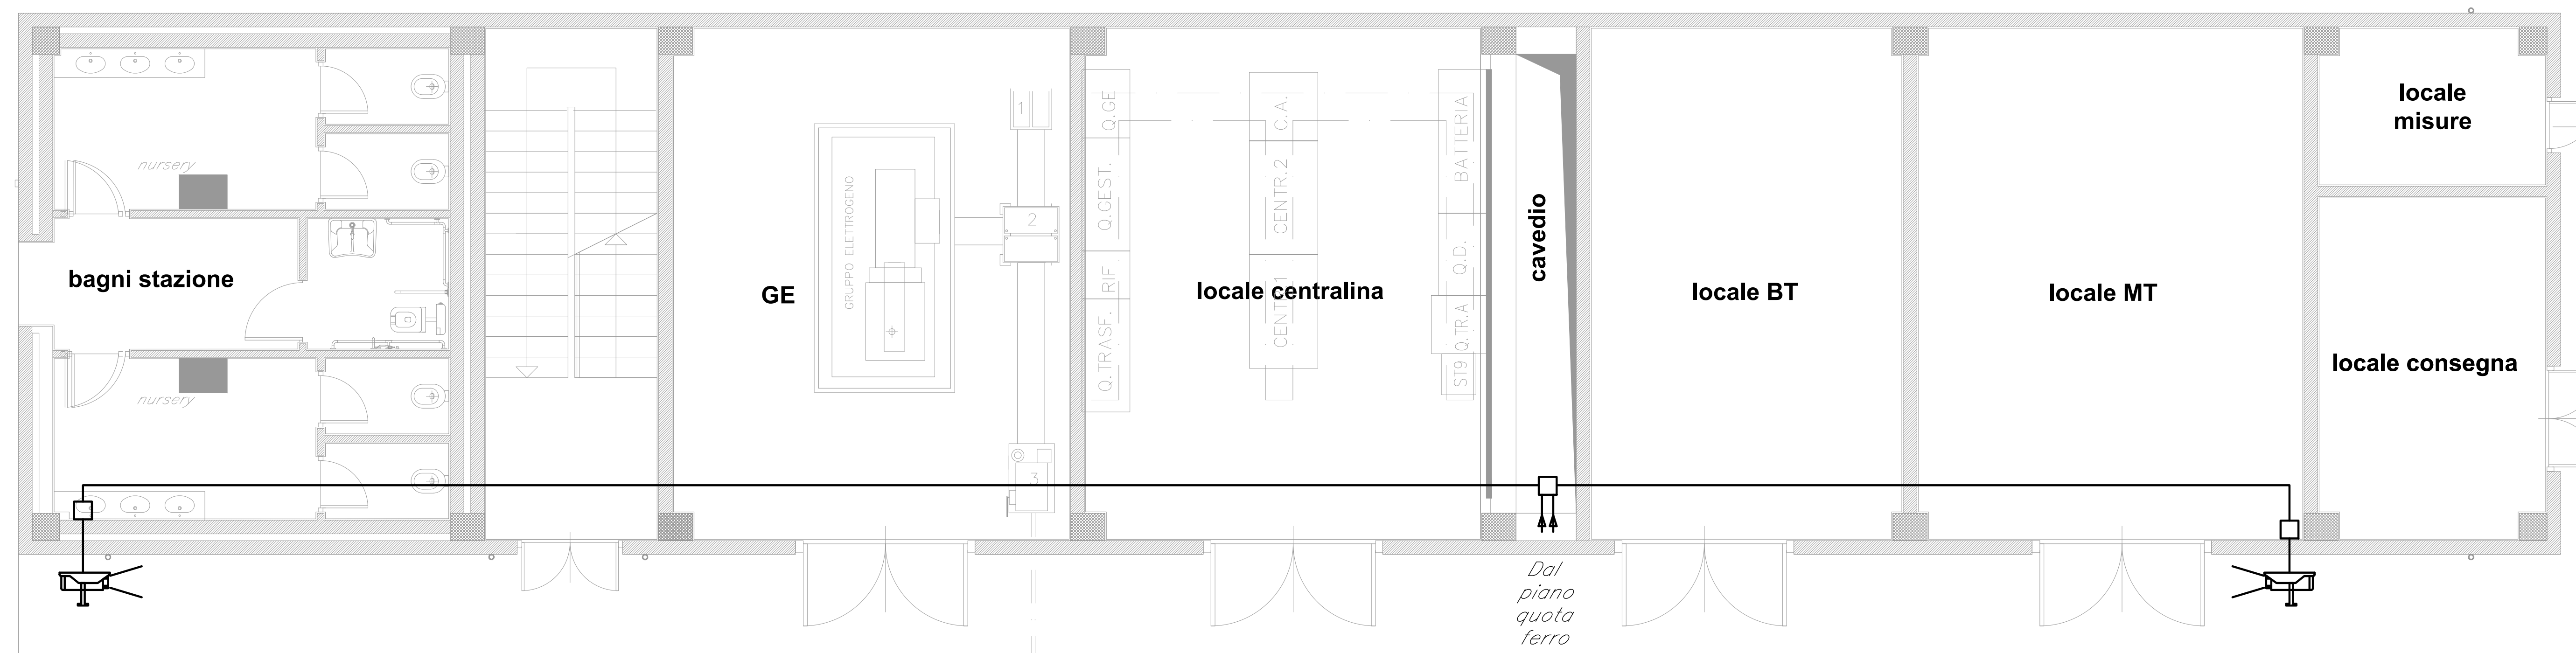 nursery
bagni stazione
nursery
GE
GRUPPO ELETTROGENO
1
2
3
Q.GE
Q.GEST.
RIF
Q.TRASF.
C.A.
CENTR.2
CENTR.1
locale centralina
BATTERIA
Q.D.
Q.TR.A
ST9
cavedio
Dal
piano
quota
ferro
locale BT
locale MT
locale
misure
locale consegna